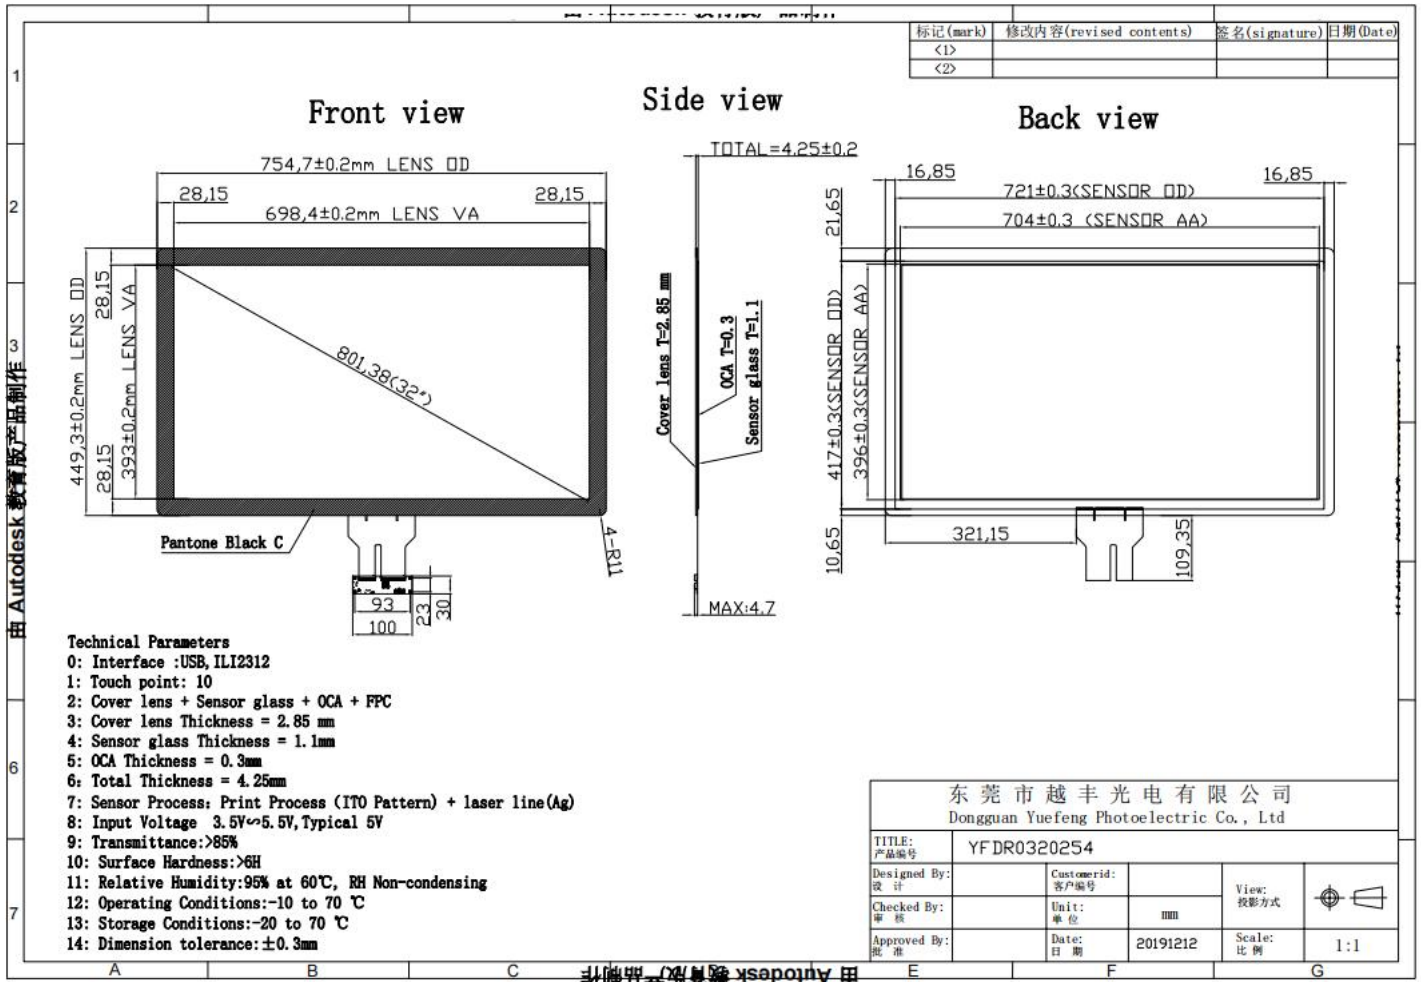 标记(mark) 修改内容(revised contents) 签名(signature) 日期(Date)
<1>
<2>
Front view
Side view
Back view
754,7±0.2mm LENS OD
28,15
28,15
698,4±0.2mm LENS VA
449,3±0.2mm LENS OD
28,15
393±0.2mm LENS VA
28,15
801,38(32")
Pantone Black C
4-R11
93
100
23
30
TOTAL=4.25±0.2
Cover lens T=2.85 mm
OCA T=0.3
Sensor glass T=1.1
MAX:4.7
16,85
16,85
721±0.3(SENSOR OD)
704±0.3 (SENSOR AA)
21,65
417±0.3(SENSOR OD)
396±0.3(SENSOR AA)
10,65
321,15
109,35
由 Autodesk 教育版产品制作
Technical Parameters
0: Interface :USB,ILI2312
1: Touch point: 10
2: Cover lens + Sensor glass + OCA + FPC
3: Cover lens Thickness = 2.85 mm
4: Sensor glass Thickness = 1.1mm
5: OCA Thickness = 0.3mm
6: Total Thickness = 4.25mm
7: Sensor Process: Print Process (ITO Pattern) + laser line(Ag)
8: Input Voltage 3.5V∽5.5V,Typical 5V
9: Transmittance:>85%
10: Surface Hardness:>6H
11: Relative Humidity:95% at 60℃, RH Non-condensing
12: Operating Conditions:-10 to 70 ℃
13: Storage Conditions:-20 to 70 ℃
14: Dimension tolerance:±0.3mm
东莞市越丰光电有限公司
Dongguan Yuefeng Photoelectric Co., Ltd
TITLE:
产品编号
YFDR0320254
Designed By:
设 计
Customerid:
客户编号
View:
投影方式
Checked By:
审 核
Unit:
单 位
mm
Approved By:
批 准
Date:
日 期
20191212
Scale:
比 例
1:1
1
2
3
6
7
A
B
C
E
F
G
由 Autodesk 教育版产品制作